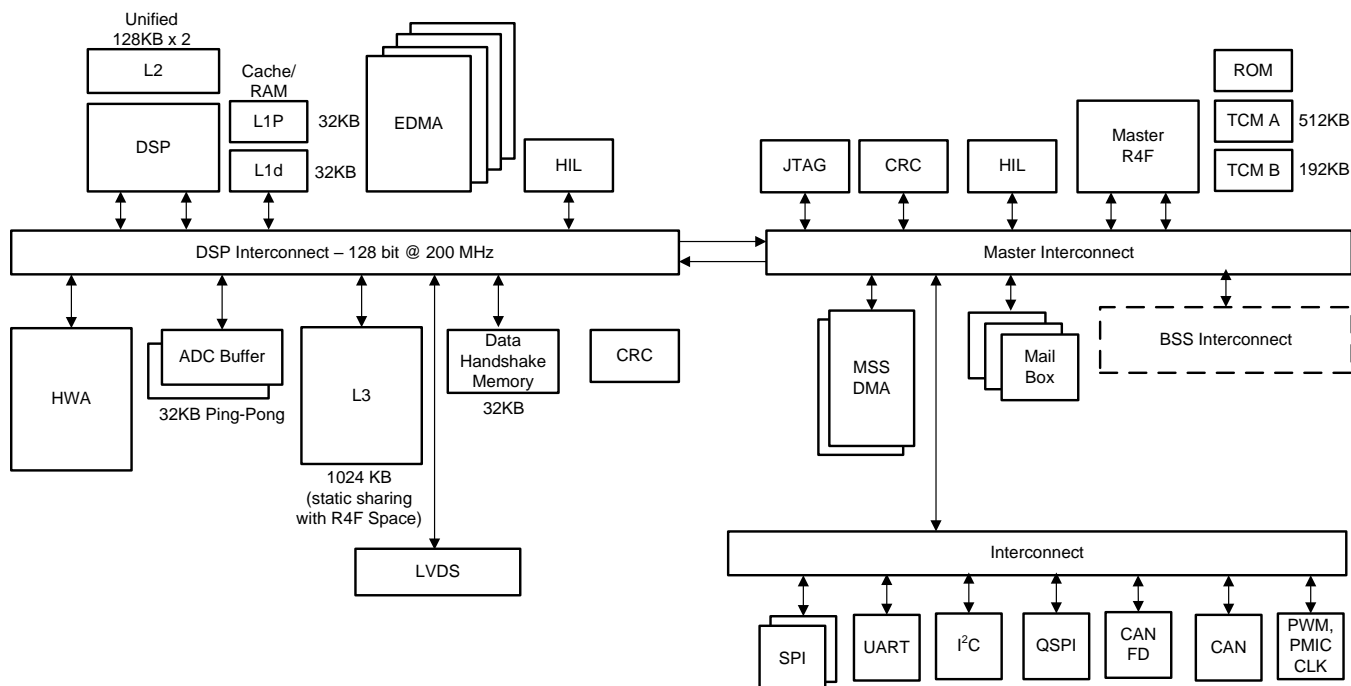 Unified
128KB x 2
L2
Cache/
RAM
DSP
L1P
32KB
L1d
32KB
EDMA
HIL
JTAG
CRC
HIL
Master
R4F
ROM
TCM A
512KB
TCM B
192KB
DSP Interconnect – 128 bit @ 200 MHz
Master Interconnect
HWA
ADC Buffer
32KB Ping-Pong
L3
1024 KB
(static sharing
with R4F Space)
Data
Handshake
Memory
32KB
CRC
LVDS
MSS
DMA
Mail
Box
BSS Interconnect
Interconnect
SPI
UART
I²C
QSPI
CAN
FD
CAN
PWM,
PMIC
CLK